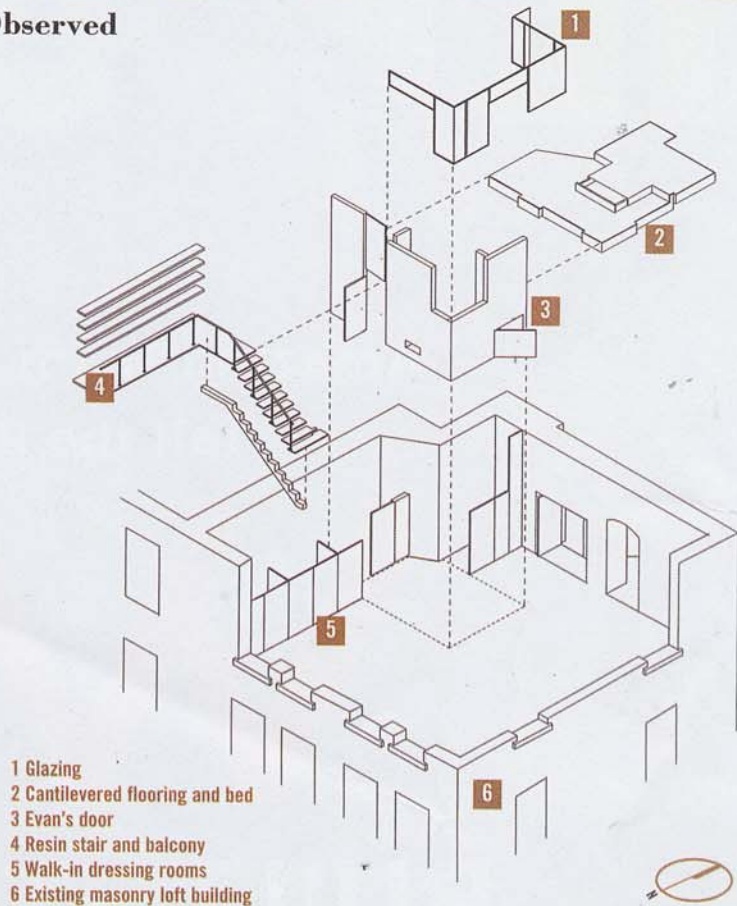 Observed
1
2
3
4
5
6
1 Glazing
2 Cantilevered flooring and bed
3 Evan's door
4 Resin stair and balcony
5 Walk-in dressing rooms
6 Existing masonry loft building
N